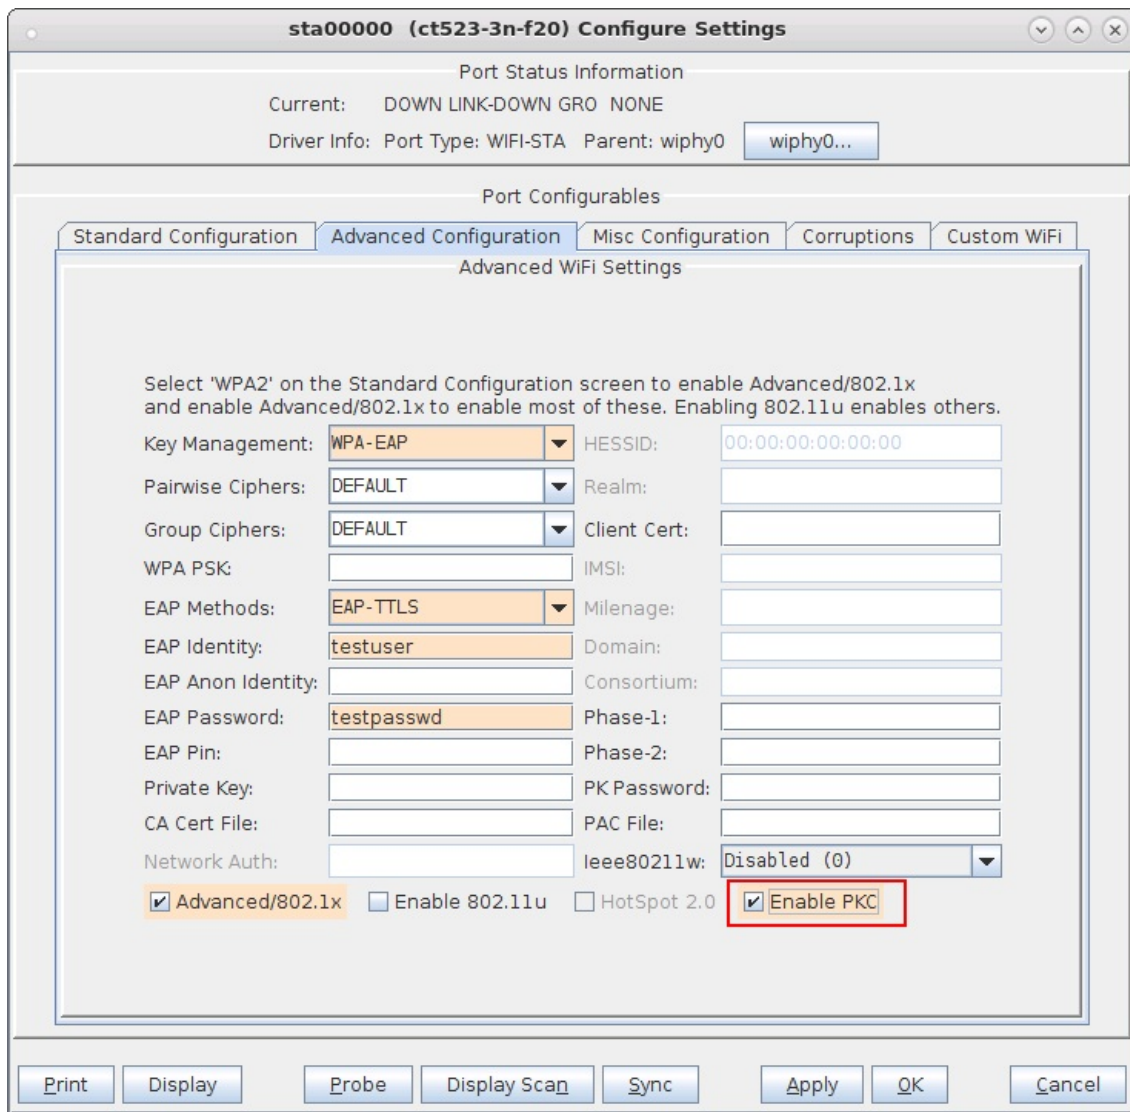 sta00000 (ct523-3n-f20) Configure Settings
Port Status Information
Current: DOWN LINK-DOWN GRO NONE
Driver Info: Port Type: WIFI-STA Parent: wiphy0 wiphy0...
Port Configurables
Standard Configuration Advanced Configuration Misc Configuration Corruptions Custom WiFi
Advanced WiFi Settings
Select 'WPA2' on the Standard Configuration screen to enable Advanced/802.1x
and enable Advanced/802.1x to enable most of these. Enabling 802.11u enables others.
Key Management: WPA-EAP HESSID: 00:00:00:00:00:00
Pairwise Ciphers: DEFAULT Realm:
Group Ciphers: DEFAULT Client Cert:
WPA PSK: IMSI:
EAP Methods: EAP-TTLS Milenage:
EAP Identity: testuser Domain:
EAP Anon Identity: Consortium:
EAP Password: testpasswd Phase-1:
EAP Pin: Phase-2:
Private Key: PK Password:
CA Cert File: PAC File:
Network Auth: Ieee80211w: Disabled (0)
Advanced/802.1x Enable 802.11u HotSpot 2.0 Enable PKC
Print Display Probe Display Scan Sync Apply OK Cancel